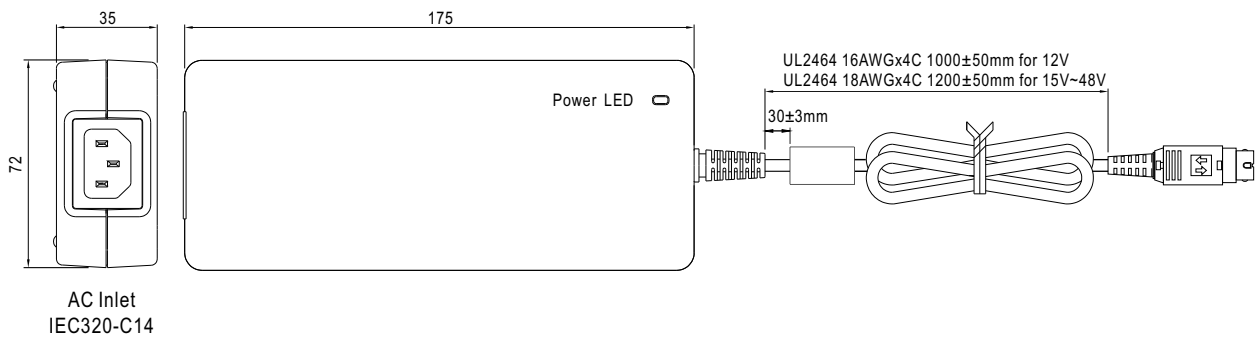 35
175
UL2464 16AWGx4C 1000±50mm for 12V
UL2464 18AWGx4C 1200±50mm for 15V~48V
Power LED
30±3mm
72
AC Inlet
IEC320-C14